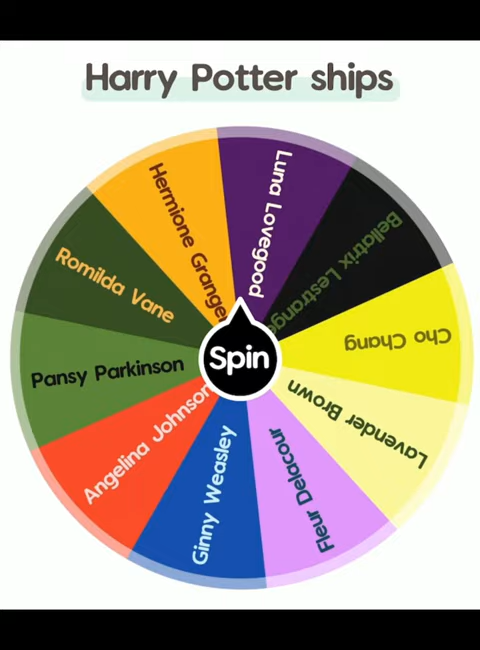 Harry Potter ships
Luna Lovegood
Bellatrix Lestrange
Cho Chang
Lavender Brown
Fleur Delacour
Ginny Weasley
Angelina Johnson
Pansy Parkinson
Romilda Vane
Hermione Granger
Spin